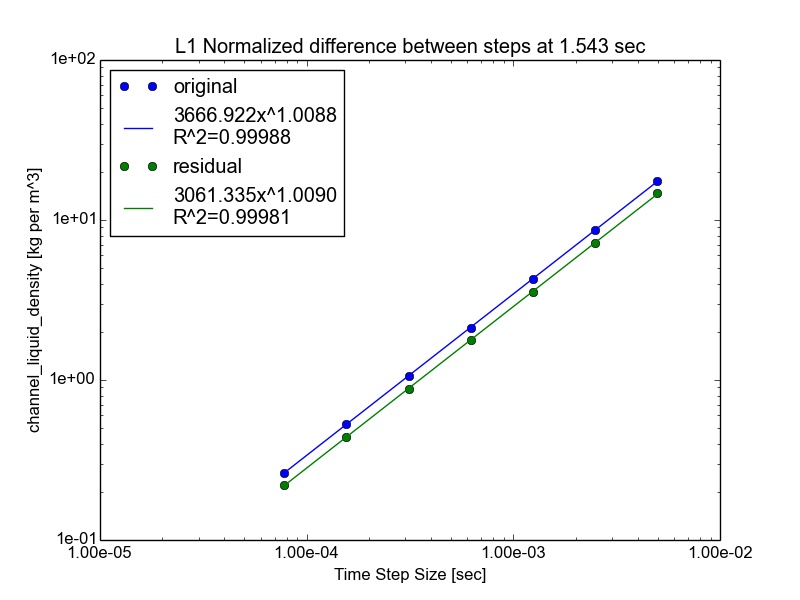 L1 Normalized difference between steps at 1.543 sec
1e+02
original
3666.922x^1.0088
R^2=0.99988
residual
3061.335x^1.0090
R^2=0.99981
1e+01
1e+00
1e-01
channel_liquid_density [kg per m^3]
1.00e-05
1.00e-04
1.00e-03
1.00e-02
Time Step Size [sec]